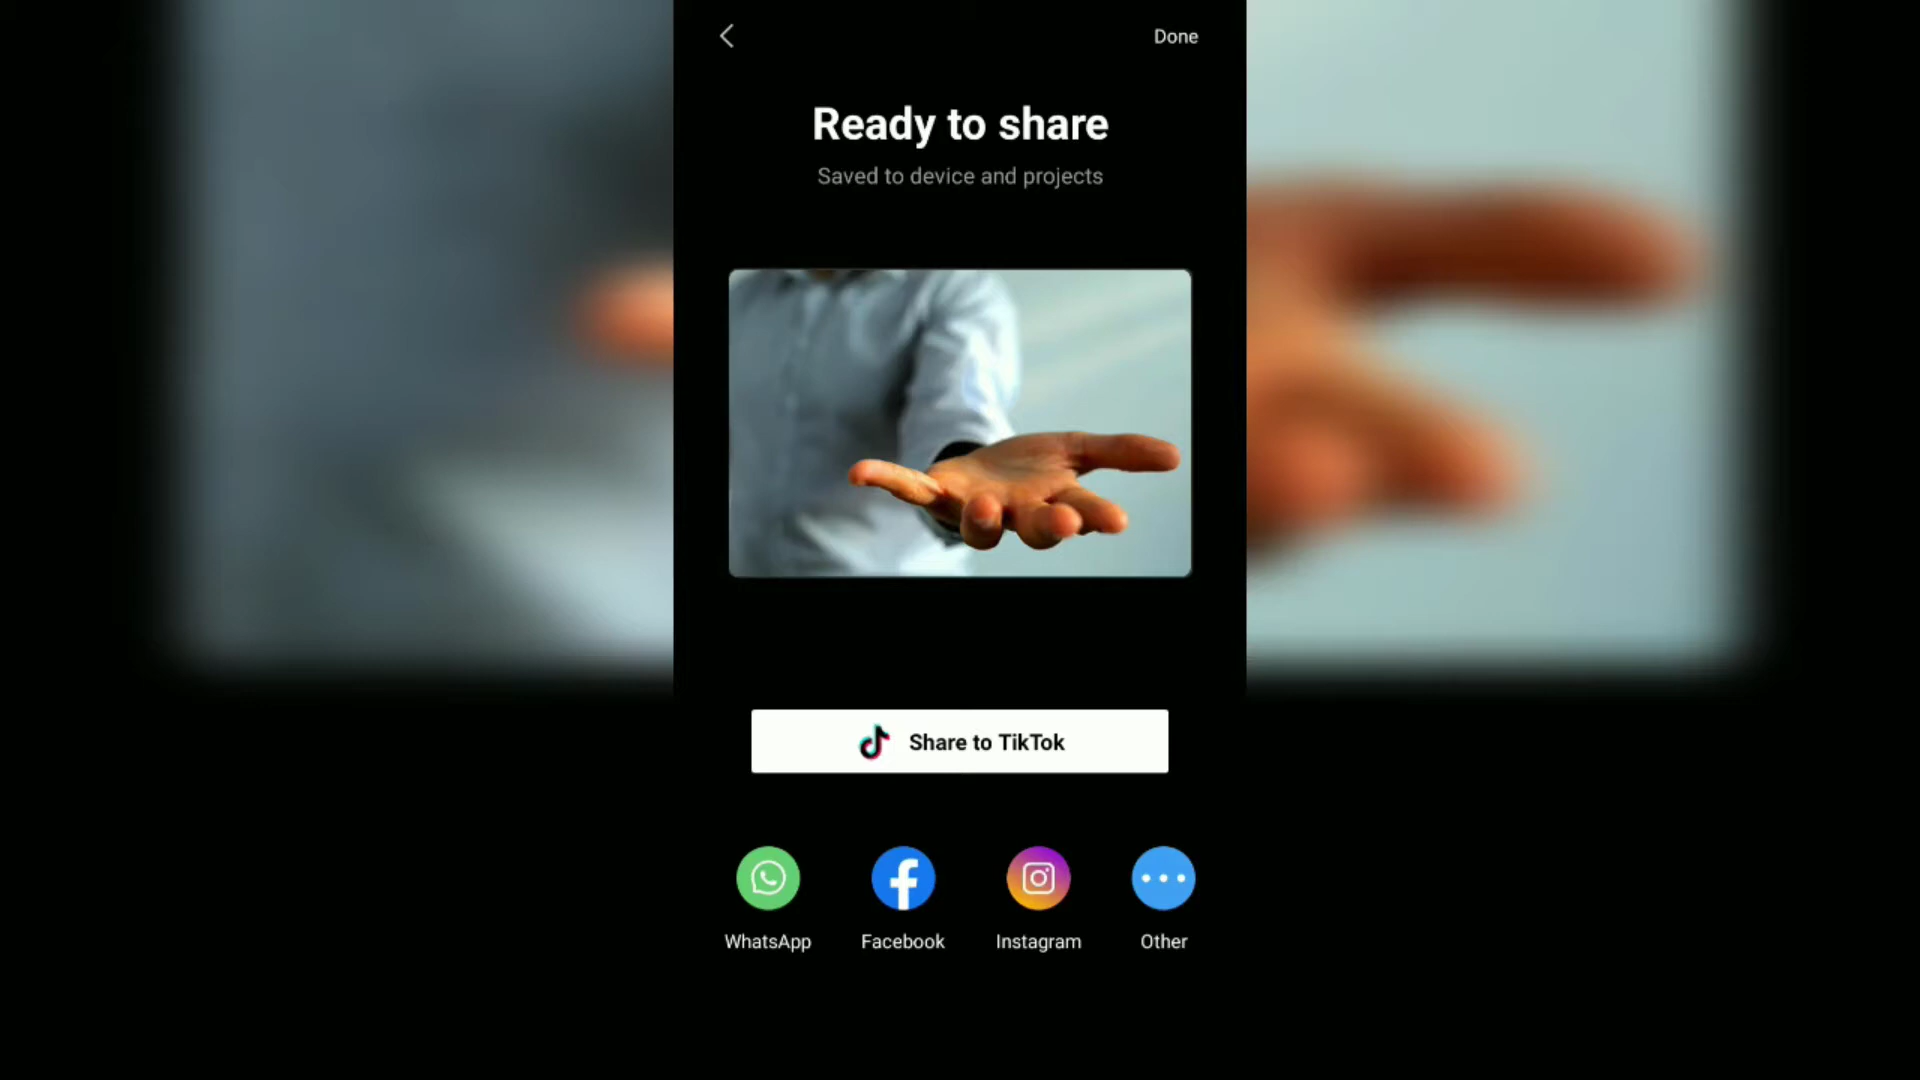 Done
Ready to share
Saved to device and projects
Share to TikTok
WhatsApp
Facebook
Instagram
Other